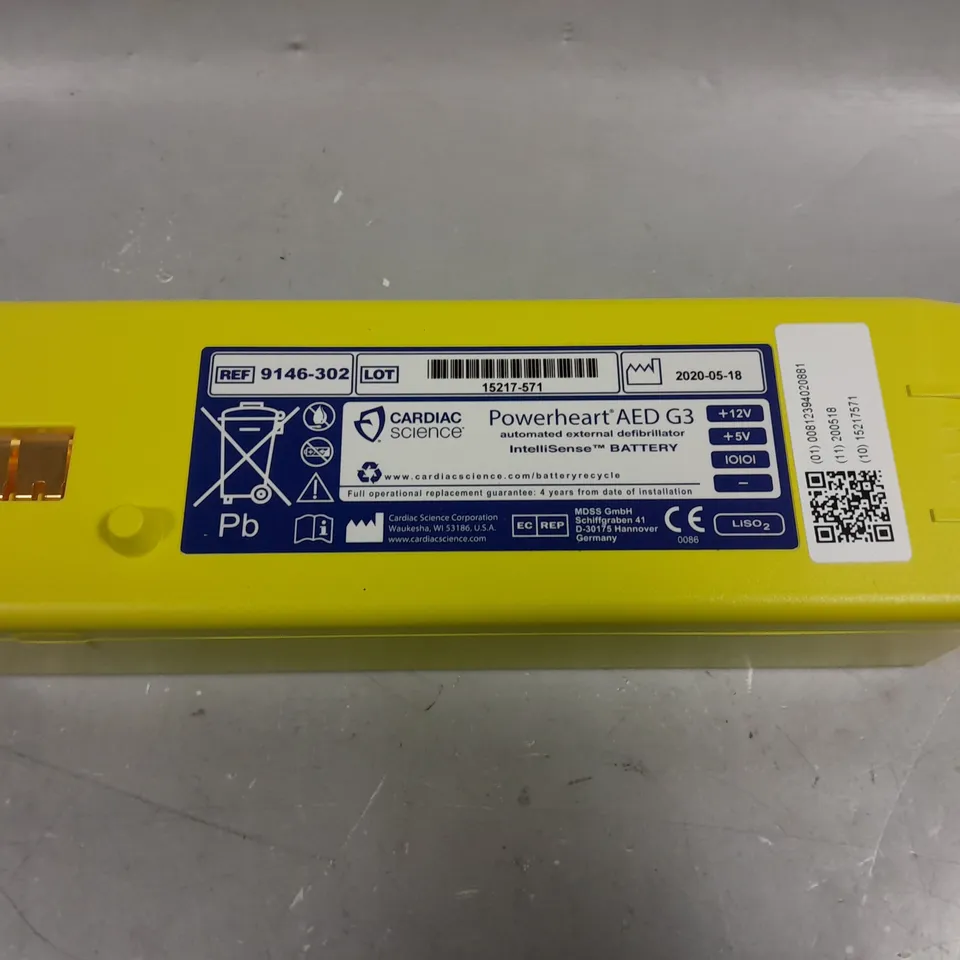 REF 9146-302
LOT
15217-571
2020-05-18
CARDIAC
science®
Powerheart® AED G3
automated external defibrillator
IntelliSense™ BATTERY
www.cardiacscience.com/batteryrecycle
Full operational replacement guarantee: 4 years from date of installation
+12V
+5V
IOIOI
−
Pb
Cardiac Science Corporation
Waukesha, WI 53186, U.S.A.
www.cardiacscience.com
EC REP
MDSS GmbH
Schiffgraben 41
D-30175 Hannover
Germany
CE
0086
LiSO2
(01) 00812394020881
(11) 200518
(10) 15217571